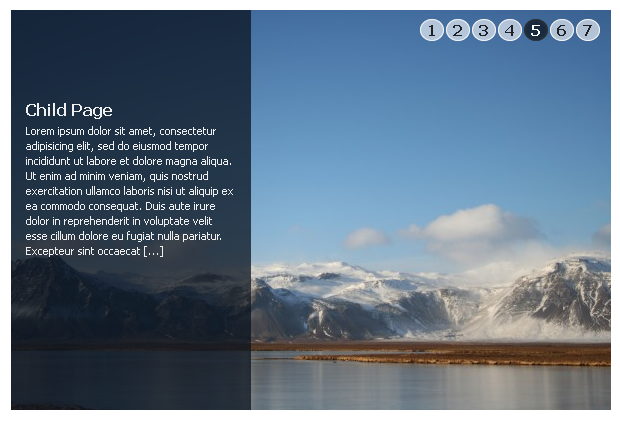 1 2 3 4 5 6 7
Child Page
Lorem ipsum dolor sit amet, consectetur
adipisicing elit, sed do eiusmod tempor
incididunt ut labore et dolore magna aliqua.
Ut enim ad minim veniam, quis nostrud
exercitation ullamco laboris nisi ut aliquip ex
ea commodo consequat. Duis aute irure
dolor in reprehenderit in voluptate velit
esse cillum dolore eu fugiat nulla pariatur.
Excepteur sint occaecat [...]